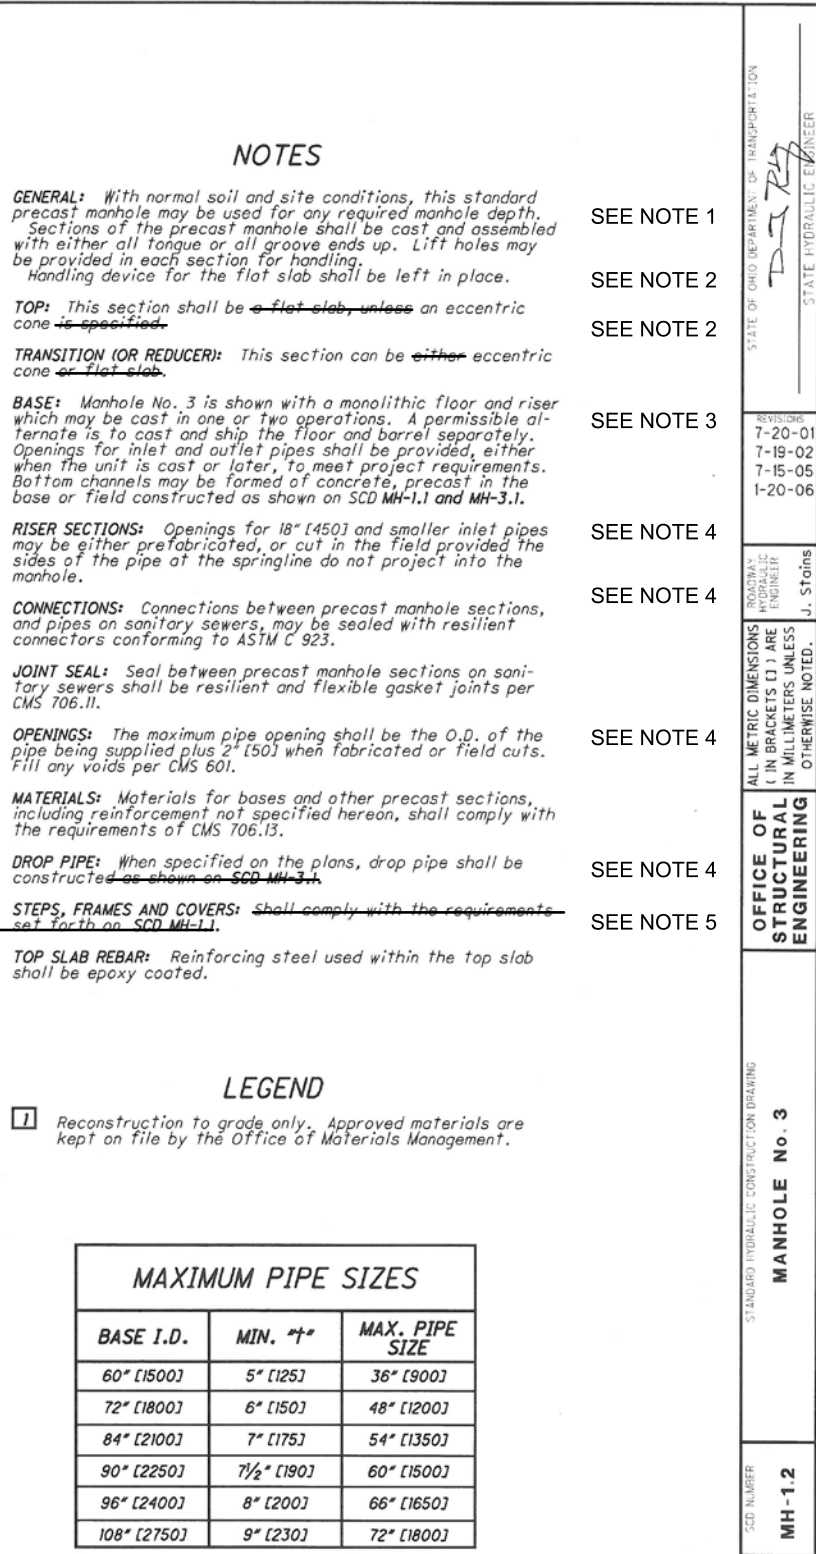 NOTES
GENERAL: With normal soil and site conditions, this standard
precast manhole may be used for any required manhole depth.
Sections of the precast manhole shall be cast and assembled
with either all tongue or all groove ends up. Lift holes may
be provided in each section for handling.
Handling device for the flat slab shall be left in place.
SEE NOTE 1
SEE NOTE 2
TOP: This section shall be a flat slab, unless an eccentric
cone is specified.
SEE NOTE 2
TRANSITION (OR REDUCER): This section can be either eccentric
cone or flat slab.
BASE: Manhole No. 3 is shown with a monolithic floor and riser
which may be cast in one or two operations. A permissible al-
ternate is to cast and ship the floor and barrel separately.
Openings for inlet and outlet pipes shall be provided, either
when the unit is cast or later, to meet project requirements.
Bottom channels may be formed of concrete, precast in the
base or field constructed as shown on SCD MH-1.1 and MH-3.1.
SEE NOTE 3
RISER SECTIONS: Openings for 18" [450] and smaller inlet pipes
may be either prefabricated, or cut in the field provided the
sides of the pipe at the springline do not project into the
manhole.
SEE NOTE 4
CONNECTIONS: Connections between precast manhole sections,
and pipes on sanitary sewers, may be sealed with resilient
connectors conforming to ASTM C 923.
SEE NOTE 4
JOINT SEAL: Seal between precast manhole sections on sani-
tary sewers shall be resilient and flexible gasket joints per
CMS 706.11.
OPENINGS: The maximum pipe opening shall be the O.D. of the
pipe being supplied plus 2" [50] when fabricated or field cuts.
Fill any voids per CMS 601.
SEE NOTE 4
MATERIALS: Materials for bases and other precast sections,
including reinforcement not specified hereon, shall comply with
the requirements of CMS 706.13.
DROP PIPE: When specified on the plans, drop pipe shall be
constructed as shown on SCD MH-3.1.
SEE NOTE 4
STEPS, FRAMES AND COVERS: Shall comply with the requirements
set forth on SCD MH-1.1.
SEE NOTE 5
TOP SLAB REBAR: Reinforcing steel used within the top slab
shall be epoxy coated.
LEGEND
1 Reconstruction to grade only. Approved materials are
kept on file by the Office of Materials Management.
MAXIMUM PIPE SIZES
BASE I.D. MIN. "t" MAX. PIPE SIZE
60" [1500] 5" [125] 36" [900]
72" [1800] 6" [150] 48" [1200]
84" [2100] 7" [175] 54" [1350]
90" [2250] 7½" [190] 60" [1500]
96" [2400] 8" [200] 66" [1650]
108" [2750] 9" [230] 72" [1800]
STATE OF OHIO DEPARTMENT OF TRANSPORTATION
STATE HYDRAULIC ENGINEER
REVISIONS
7-20-01
7-19-02
7-15-05
1-20-06
ROADWAY
HYDRAULIC
ENGINEER
J. Stains
ALL METRIC DIMENSIONS
( IN BRACKETS [] ) ARE
IN MILLIMETERS UNLESS
OTHERWISE NOTED.
OFFICE OF
STRUCTURAL
ENGINEERING
STANDARD HYDRAULIC CONSTRUCTION DRAWING
MANHOLE No. 3
SCD NUMBER
MH-1.2